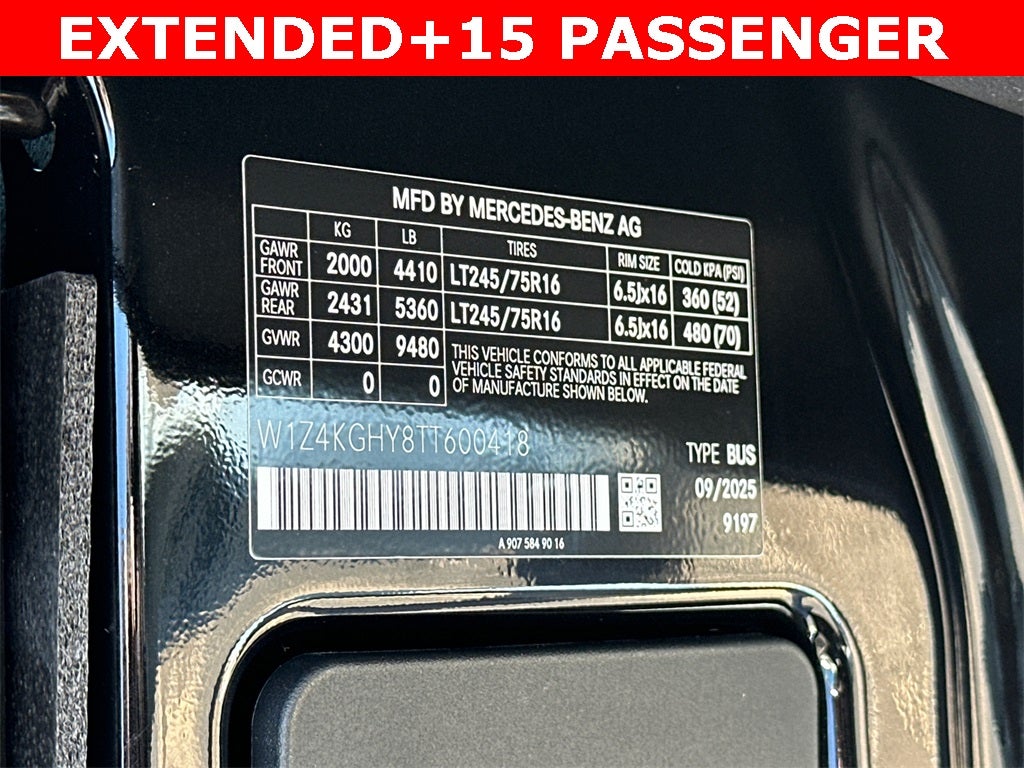 EXTENDED+15 PASSENGER
MFD BY MERCEDES-BENZ AG
KG LB TIRES RIM SIZE COLD KPA (PSI)
GAWR FRONT 2000 4410 LT245/75R16 6.5Jx16 360 (52)
GAWR REAR 2431 5360 LT245/75R16 6.5Jx16 480 (70)
GVWR 4300 9480
GCWR 0 0
THIS VEHICLE CONFORMS TO ALL APPLICABLE FEDERAL
VEHICLE SAFETY STANDARDS IN EFFECT ON THE DATE
OF MANUFACTURE SHOWN BELOW.
W1Z4KGHY8TT600418
TYPE BUS
09/2025
9197
A 907 584 90 16